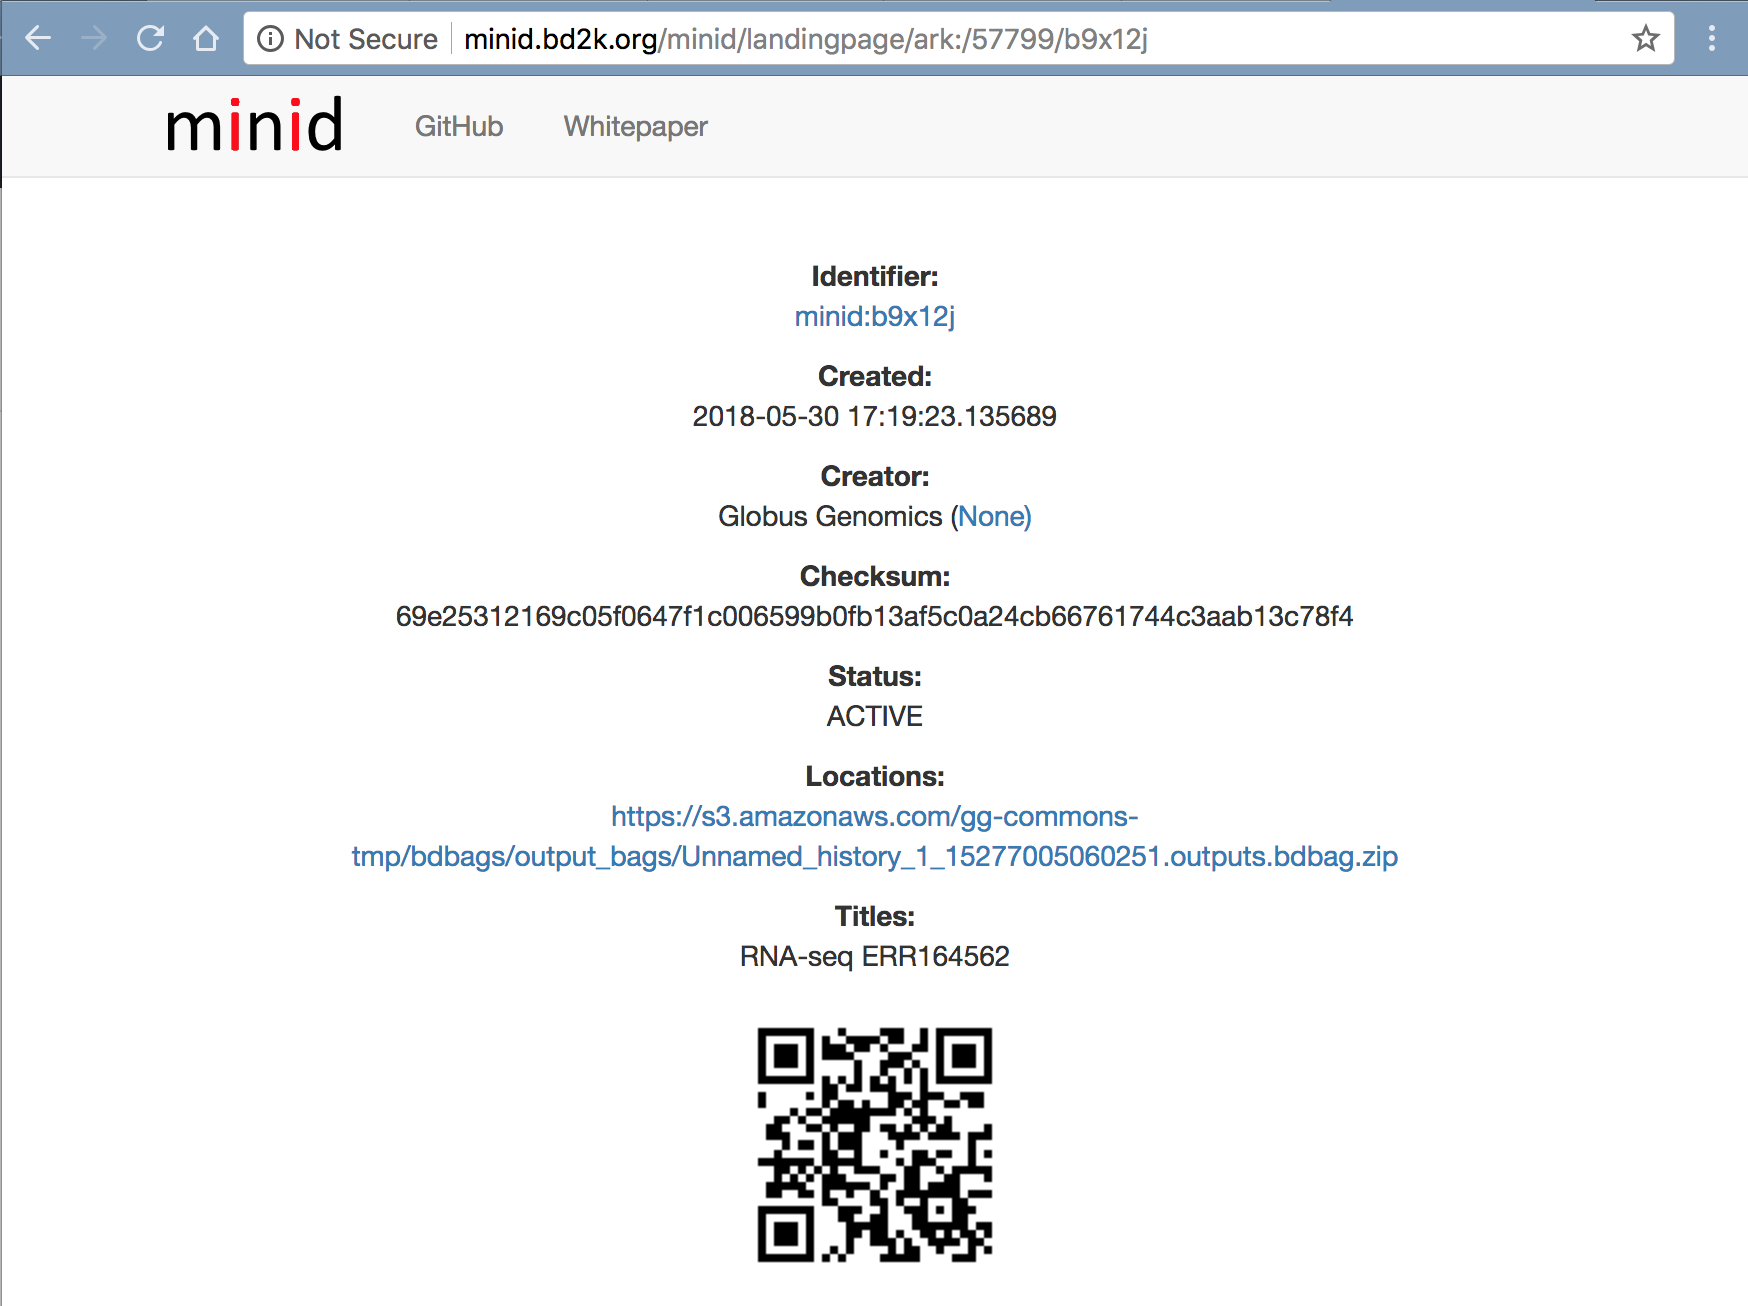 Not Secure minid.bd2k.org/minid/landingpage/ark:/57799/b9x12j
minid GitHub Whitepaper
Identifier:
minid:b9x12j
Created:
2018-05-30 17:19:23.135689
Creator:
Globus Genomics (None)
Checksum:
69e25312169c05f0647f1c006599b0fb13af5c0a24cb66761744c3aab13c78f4
Status:
ACTIVE
Locations:
https://s3.amazonaws.com/gg-commons-
tmp/bdbags/output_bags/Unnamed_history_1_15277005060251.outputs.bdbag.zip
Titles:
RNA-seq ERR164562